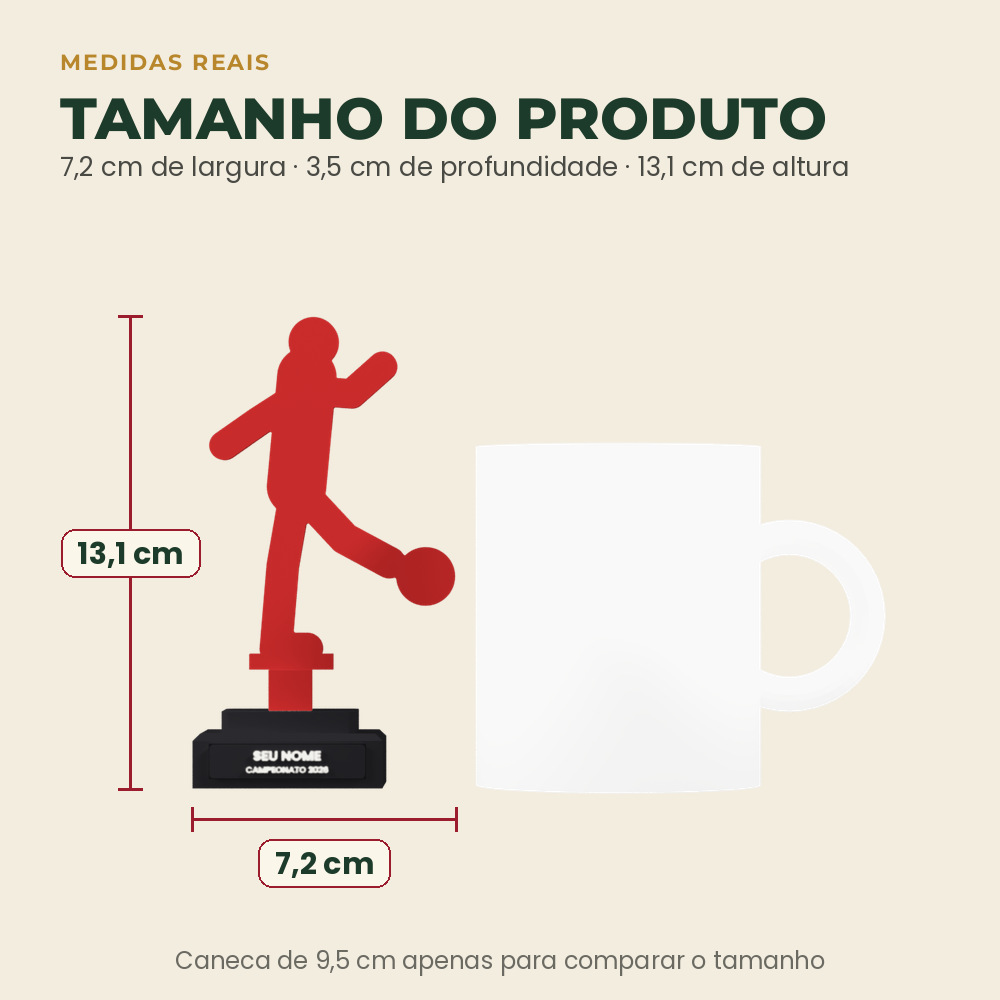 MEDIDAS REAIS
TAMANHO DO PRODUTO
7,2 cm de largura · 3,5 cm de profundidade · 13,1 cm de altura
13,1 cm
SEU NOME
CAMPEONATO 2026
7,2 cm
Caneca de 9,5 cm apenas para comparar o tamanho